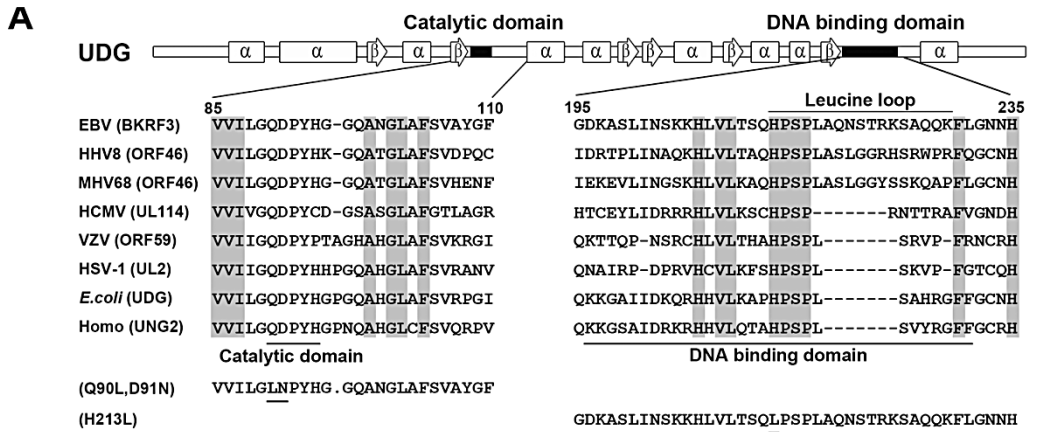 A
Catalytic domain DNA binding domain
UDG α α β α β α α β β α β α α β α
85 110 195 Leucine loop 235
EBV (BKRF3) VVILGQDPYHG-GQANGLAFSVAYGF GDKASLINSKKHLVLTSQHPSPLAQNSTRKSAQQKFLGNNH
HHV8 (ORF46) VVILGQDPYHK-GQATGLAFSVDPQC IDRTPLINAQKHLVLTAQHPSPLASLGGRHSRWPRFQGCNH
MHV68 (ORF46) VVILGQDPYHG-GQATGLAFSVHENF IEKEVLINGSKHLVLKAQHPSPLASLGGYSSKQAPFLGCNH
HCMV (UL114) VVIVGQDPYCD-GSASGLAFGTLAGR HTCEYLIDRRRHLVLKSCHPSP--------RNTTRAFVGNDH
VZV (ORF59) VVIIGQDPYPTAGHAHGLAFSVKRGI QKTTQP-NSRCHLVLTHAHPSPL-------SRVP-FRNCRH
HSV-1 (UL2) VVIIGQDPYHHPGQAHGLAFSVRANV QNAIRP-DPRVHCVLKFSHPSPL-------SKVP-FGTCQH
E.coli (UDG) VVILGQDPYHGPGQAHGLAFSVRPGI QKKGAIIDKQRHHVLKAPHPSPL-------SAHRGFFGCNH
Homo (UNG2) VVILGQDPYHGPNQAHGLCFSVQRPV QKKGSAIDRKRHHVLQTAHPSPL-------SVYRGFFGCRH
Catalytic domain DNA binding domain
(Q90L,D91N) VVILGLNPYHG.GQANGLAFSVAYGF
(H213L) GDKASLINSKKHLVLTSQLPSPLAQNSTRKSAQQKFLGNNH